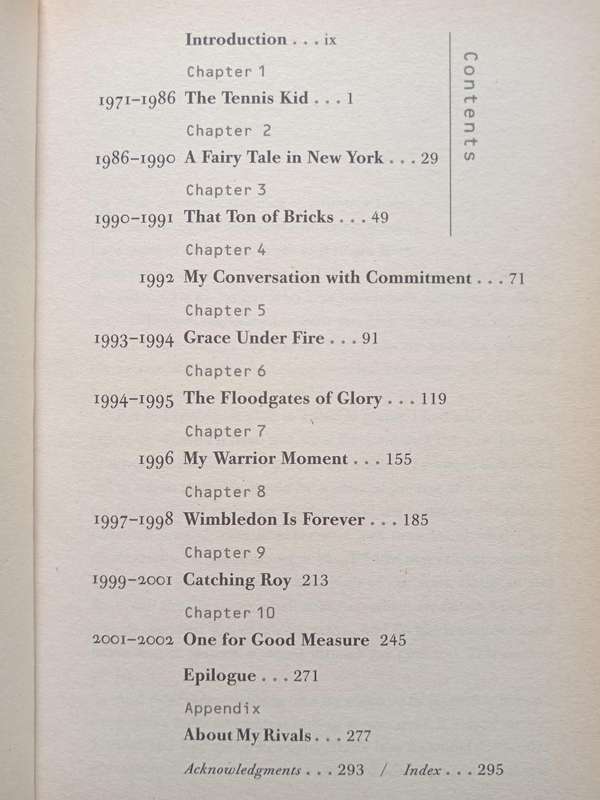 Contents
Introduction . . . ix
Chapter 1
1971–1986 The Tennis Kid . . . 1
Chapter 2
1986–1990 A Fairy Tale in New York . . . 29
Chapter 3
1990–1991 That Ton of Bricks . . . 49
Chapter 4
1992 My Conversation with Commitment . . . 71
Chapter 5
1993–1994 Grace Under Fire . . . 91
Chapter 6
1994–1995 The Floodgates of Glory . . . 119
Chapter 7
1996 My Warrior Moment . . . 155
Chapter 8
1997–1998 Wimbledon Is Forever . . . 185
Chapter 9
1999–2001 Catching Roy 213
Chapter 10
2001–2002 One for Good Measure 245
Epilogue . . . 271
Appendix
About My Rivals . . . 277
Acknowledgments . . . 293 / Index . . . 295